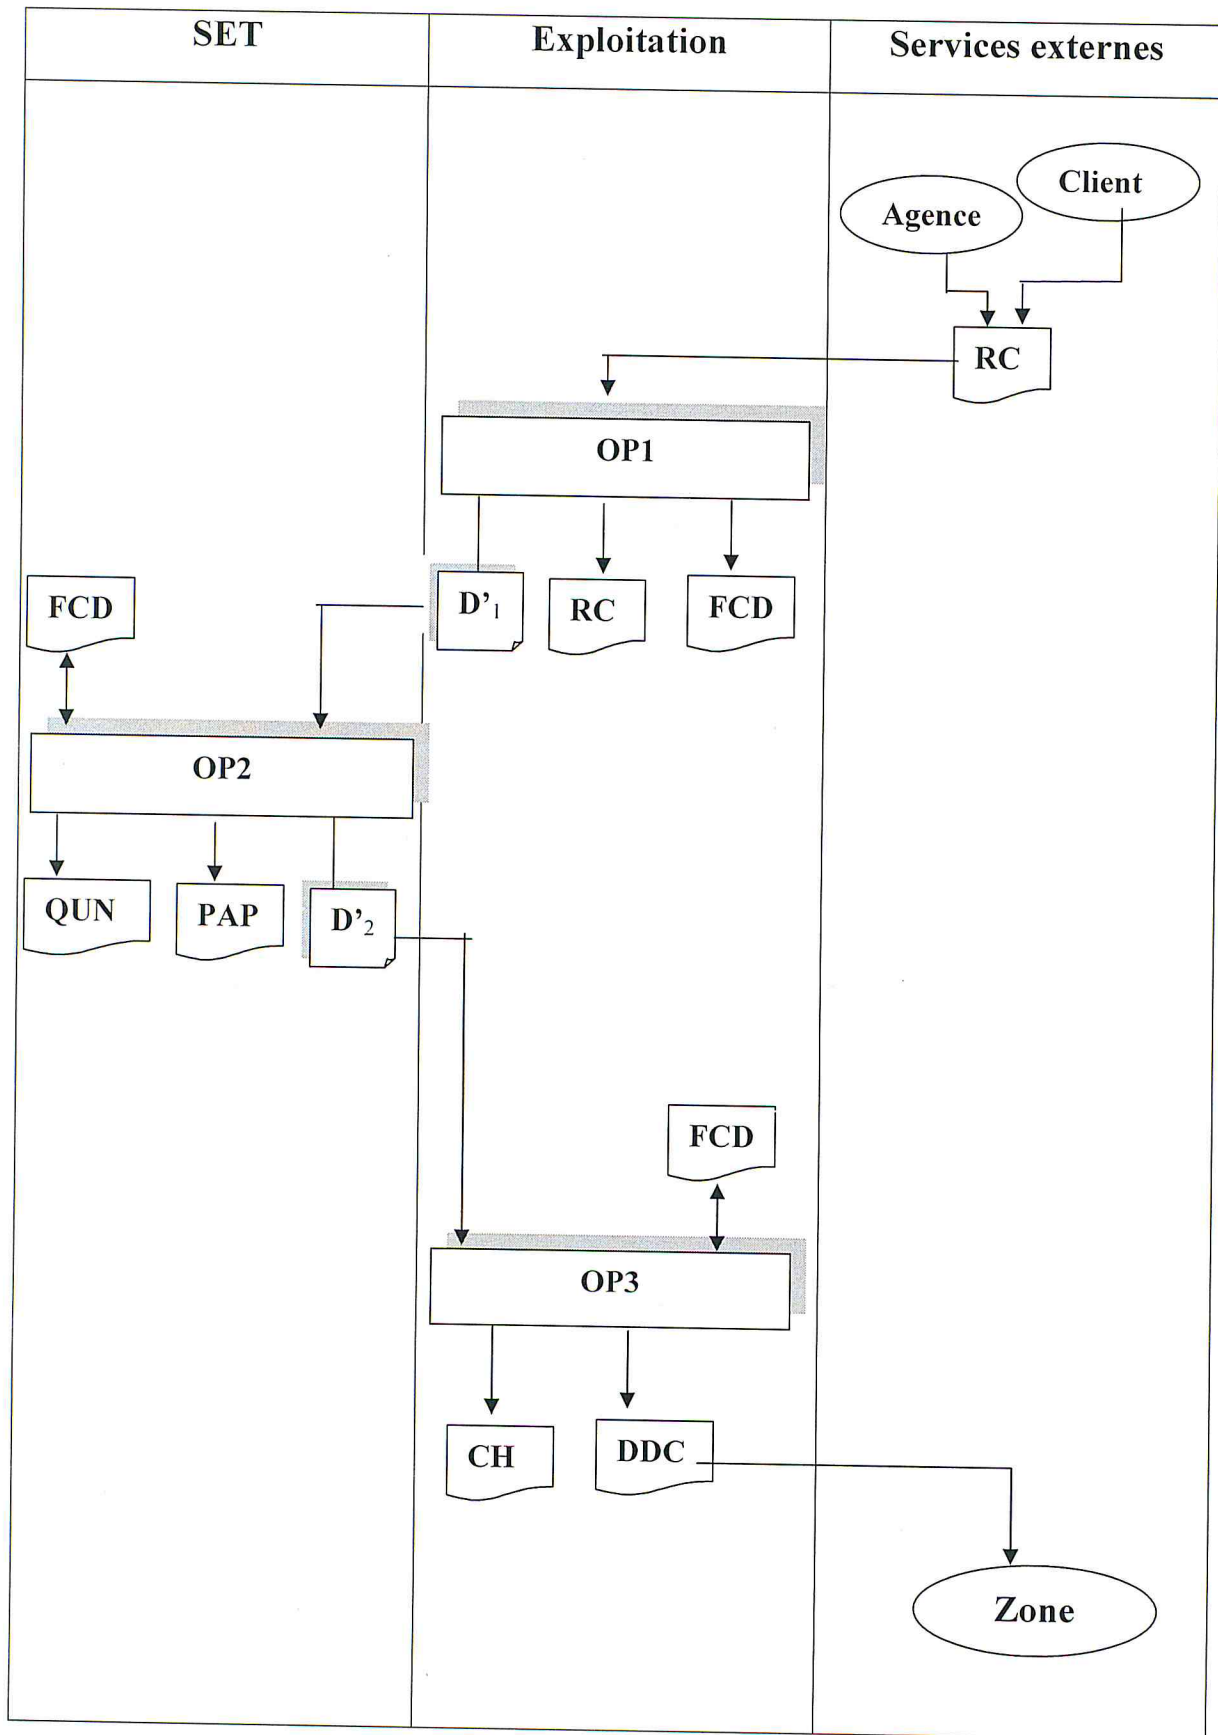 SET
Exploitation
Services externes
Agence
Client
RC
OP1
D’1
RC
FCD
FCD
OP2
QUN
PAP
D’2
FCD
OP3
CH
DDC
Zone